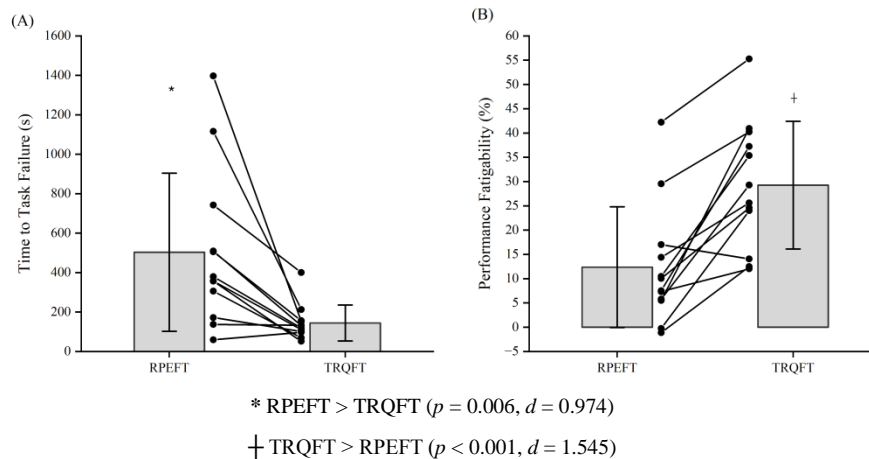 (A)
Time to Task Failure (s)
1600
1400
1200
1000
800
600
400
200
0
*
RPEFT
TRQFT
(B)
Performance Fatigability (%)
60
55
50
45
40
35
30
25
20
15
10
5
0
−5
┼
RPEFT
TRQFT
* RPEFT > TRQFT (p = 0.006, d = 0.974)
┼ TRQFT > RPEFT (p < 0.001, d = 1.545)